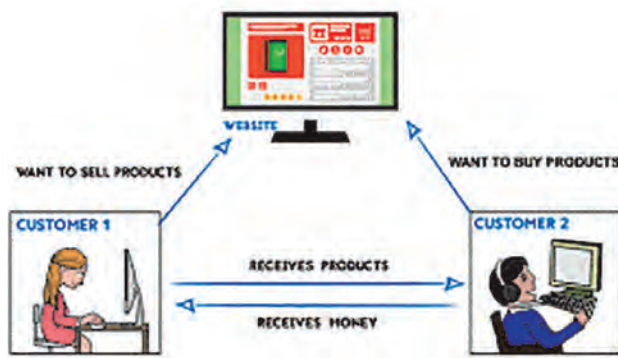 WEBSITE
WANT TO SELL PRODUCTS
WANT TO BUY PRODUCTS
CUSTOMER 1
CUSTOMER 2
RECEIVES PRODUCTS
RECEIVES MONEY